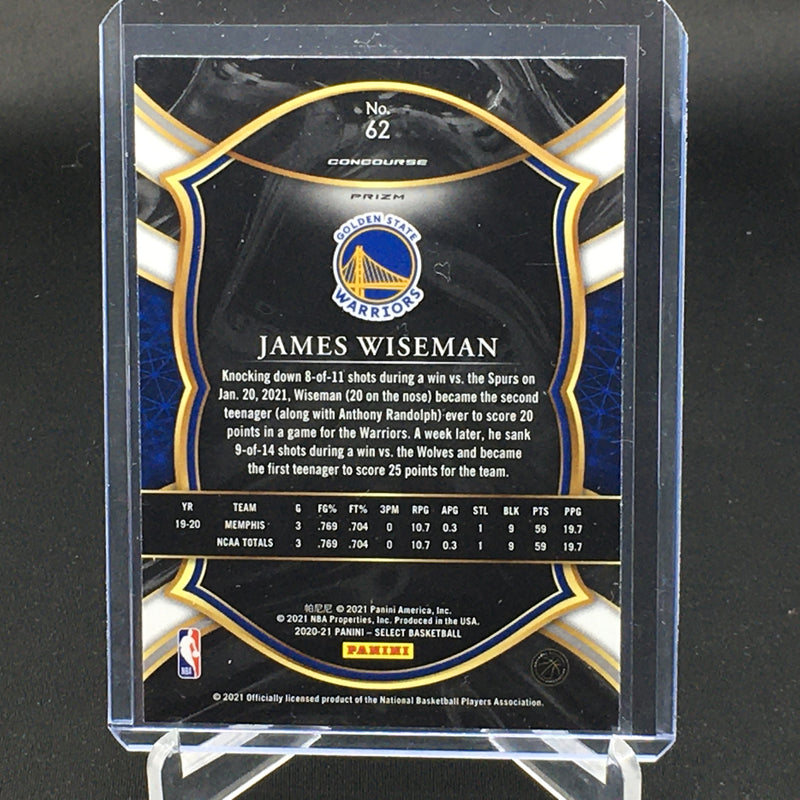 No.
62
CONCOURSE
PRIZM
GOLDEN STATE
WARRIORS
JAMES WISEMAN
Knocking down 8-of-11 shots during a win vs. the Spurs on
Jan. 20, 2021, Wiseman (20 on the nose) became the second
teenager (along with Anthony Randolph) ever to score 20
points in a game for the Warriors. A week later, he sank
9-of-14 shots during a win vs. the Wolves and became
the first teenager to score 25 points for the team.
YR TEAM G FG% FT% 3PM RPG APG STL BLK PTS PPG
19-20 MEMPHIS 3 .769 .704 0 10.7 0.3 1 9 59 19.7
NCAA TOTALS 3 .769 .704 0 10.7 0.3 1 9 59 19.7
帕尼尼 © 2021 Panini America, Inc.
© 2021 NBA Properties, Inc. Produced in the USA.
2020-21 PANINI – SELECT BASKETBALL
PANINI
NBA
© 2021 Officially licensed product of the National Basketball Players Association.